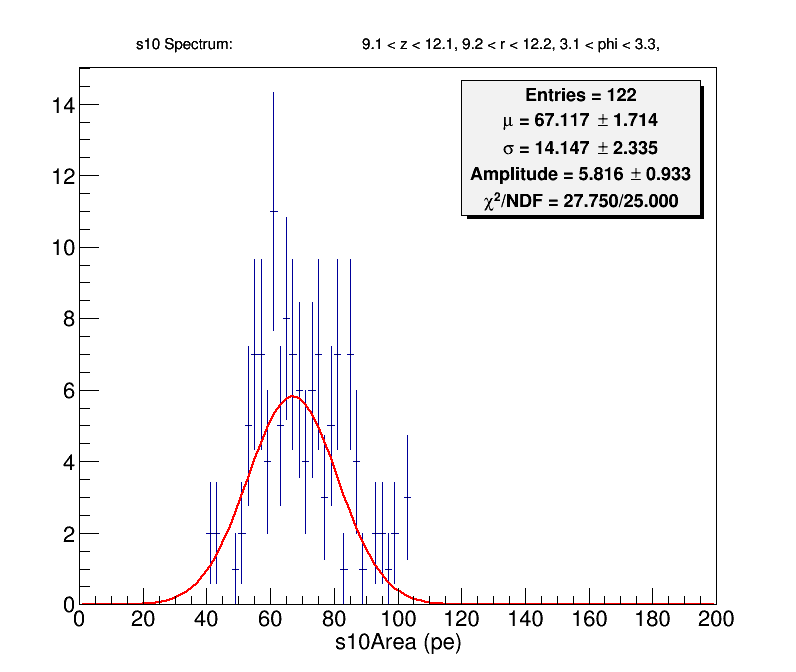 s10 Spectrum: 9.1 < z < 12.1, 9.2 < r < 12.2, 3.1 < phi < 3.3,
Entries = 122
μ = 67.117 ± 1.714
σ = 14.147 ± 2.335
Amplitude = 5.816 ± 0.933
χ²/NDF = 27.750/25.000
14
12
10
8
6
4
2
0
0 20 40 60 80 100 120 140 160 180 200
s10Area (pe)